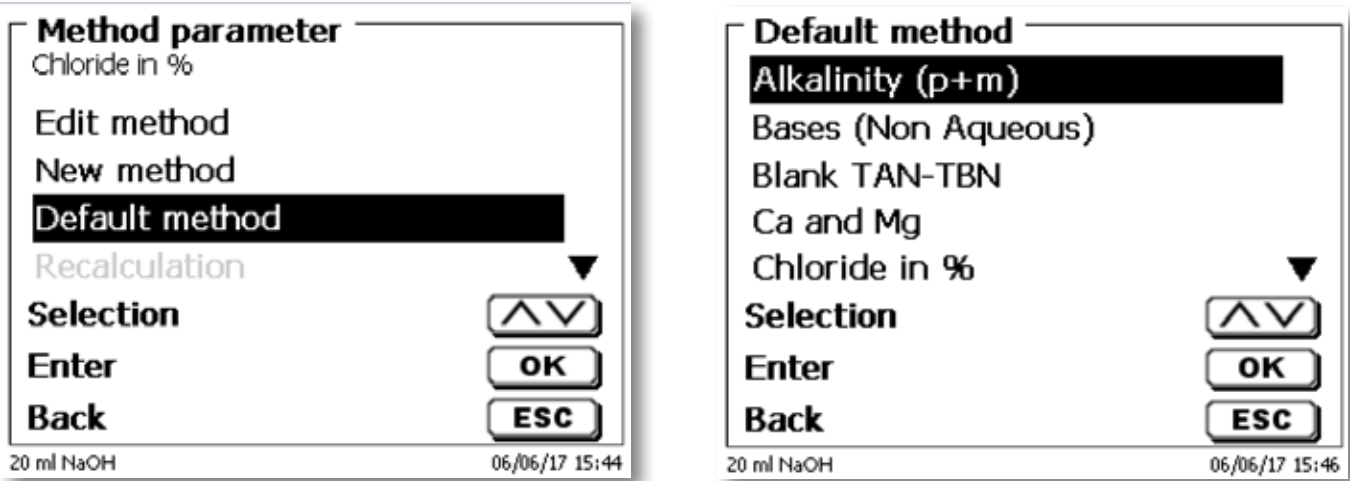 Method parameter
Chloride in %
Edit method
New method
Default method
Recalculation
Selection
Enter OK
Back ESC
20 ml NaOH 06/06/17 15:44
Default method
Alkalinity (p+m)
Bases (Non Aqueous)
Blank TAN-TBN
Ca and Mg
Chloride in %
Selection
Enter OK
Back ESC
20 ml NaOH 06/06/17 15:46